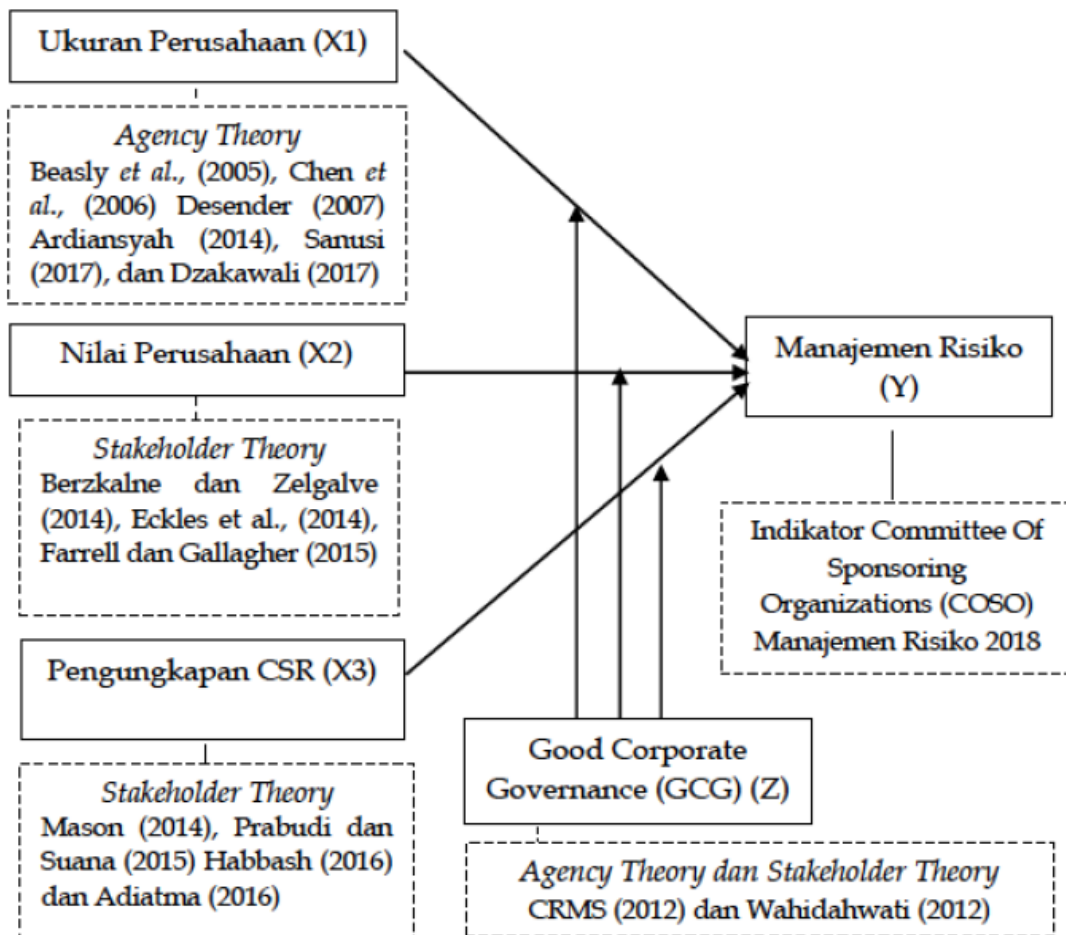 Ukuran Perusahaan (X1)
Agency Theory
Beasly et al., (2005), Chen et
al., (2006) Desender (2007)
Ardiansyah (2014), Sanusi
(2017), dan Dzakawali (2017)
Nilai Perusahaan (X2)
Stakeholder Theory
Berzkalne dan Zelgalve
(2014), Eckles et al., (2014),
Farrell dan Gallagher (2015)
Pengungkapan CSR (X3)
Stakeholder Theory
Mason (2014), Prabudi dan
Suana (2015) Habbash (2016)
dan Adiatma (2016)
Manajemen Risiko
(Y)
Indikator Committee Of
Sponsoring
Organizations (COSO)
Manajemen Risiko 2018
Good Corporate
Governance (GCG) (Z)
Agency Theory dan Stakeholder Theory
CRMS (2012) dan Wahidahwati (2012)